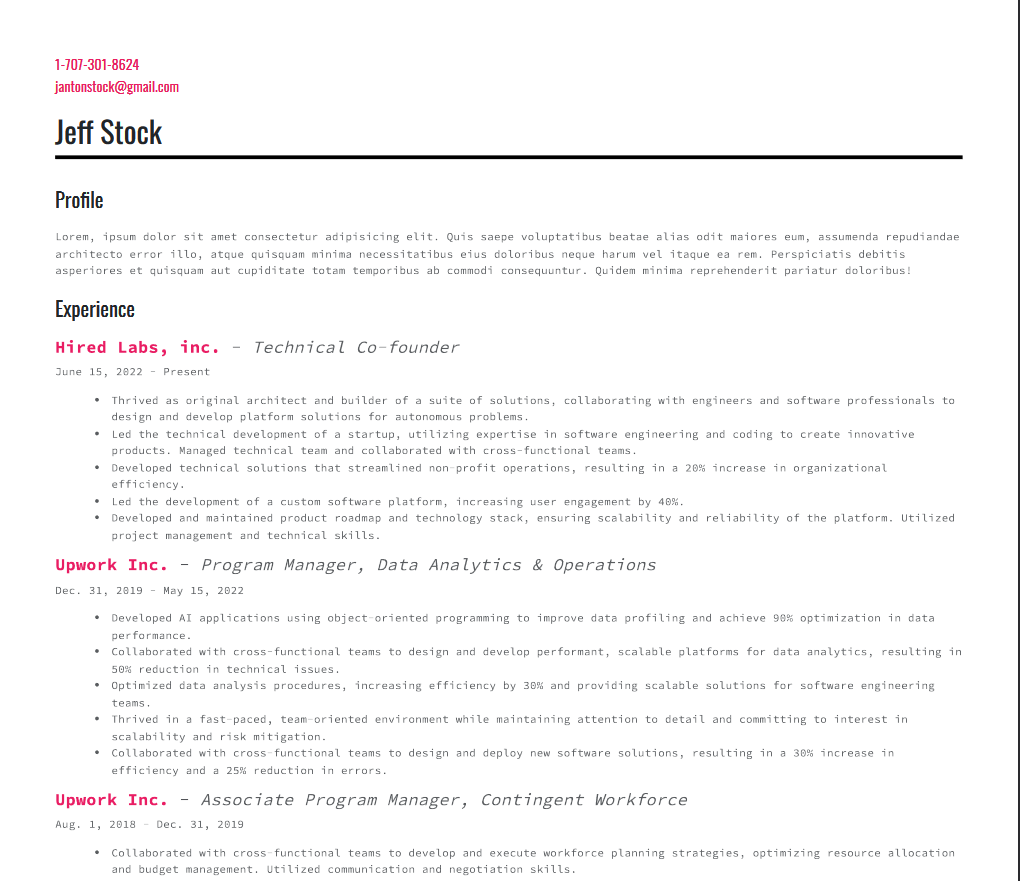 1-707-301-8624
jantonstock@gmail.com
Jeff Stock
Profile
Lorem, ipsum dolor sit amet consectetur adipisicing elit. Quis saepe voluptatibus beatae alias odit maiores eum, assumenda repudiandae
architecto error illo, atque quisquam minima necessitatibus eius doloribus neque harum vel itaque ea rem. Perspiciatis debitis
asperiores et quisquam aut cupiditate totam temporibus ab commodi consequuntur. Quidem minima reprehenderit pariatur doloribus!
Experience
Hired Labs, inc. - Technical Co-founder
June 15, 2022 - Present
• Thrived as original architect and builder of a suite of solutions, collaborating with engineers and software professionals to
design and develop platform solutions for autonomous problems.
• Led the technical development of a startup, utilizing expertise in software engineering and coding to create innovative
products. Managed technical team and collaborated with cross-functional teams.
• Developed technical solutions that streamlined non-profit operations, resulting in a 20% increase in organizational
efficiency.
• Led the development of a custom software platform, increasing user engagement by 40%.
• Developed and maintained product roadmap and technology stack, ensuring scalability and reliability of the platform. Utilized
project management and technical skills.
Upwork Inc. - Program Manager, Data Analytics & Operations
Dec. 31, 2019 - May 15, 2022
• Developed AI applications using object-oriented programming to improve data profiling and achieve 90% optimization in data
performance.
• Collaborated with cross-functional teams to design and develop performant, scalable platforms for data analytics, resulting in
50% reduction in technical issues.
• Optimized data analysis procedures, increasing efficiency by 30% and providing scalable solutions for software engineering
teams.
• Thrived in a fast-paced, team-oriented environment while maintaining attention to detail and committing to interest in
scalability and risk mitigation.
• Collaborated with cross-functional teams to design and deploy new software solutions, resulting in a 30% increase in
efficiency and a 25% reduction in errors.
Upwork Inc. - Associate Program Manager, Contingent Workforce
Aug. 1, 2018 - Dec. 31, 2019
• Collaborated with cross-functional teams to develop and execute workforce planning strategies, optimizing resource allocation
and budget management. Utilized communication and negotiation skills.